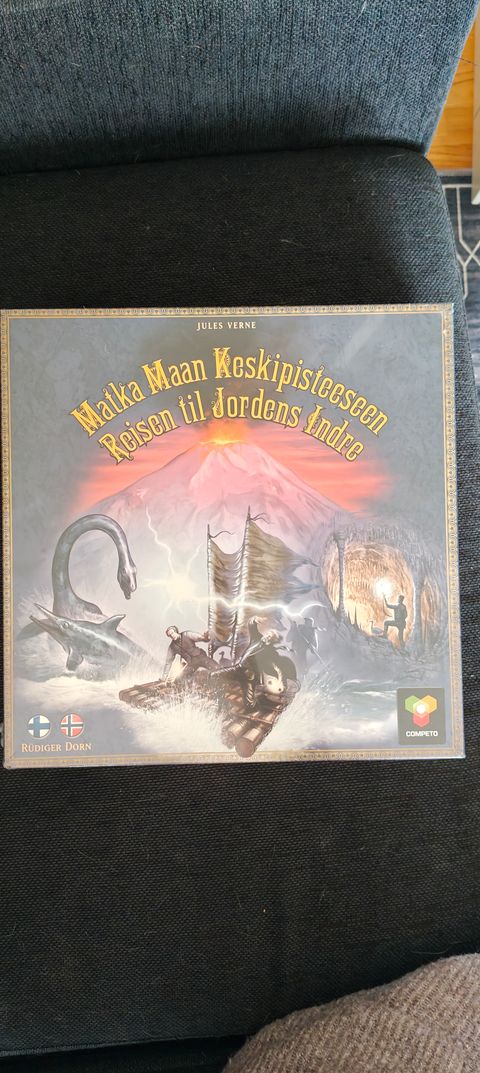 JULES VERNE
Matka Maan Keskipisteeseen
Reisen til Jordens Indre
RÜDIGER DORN
COMPETO